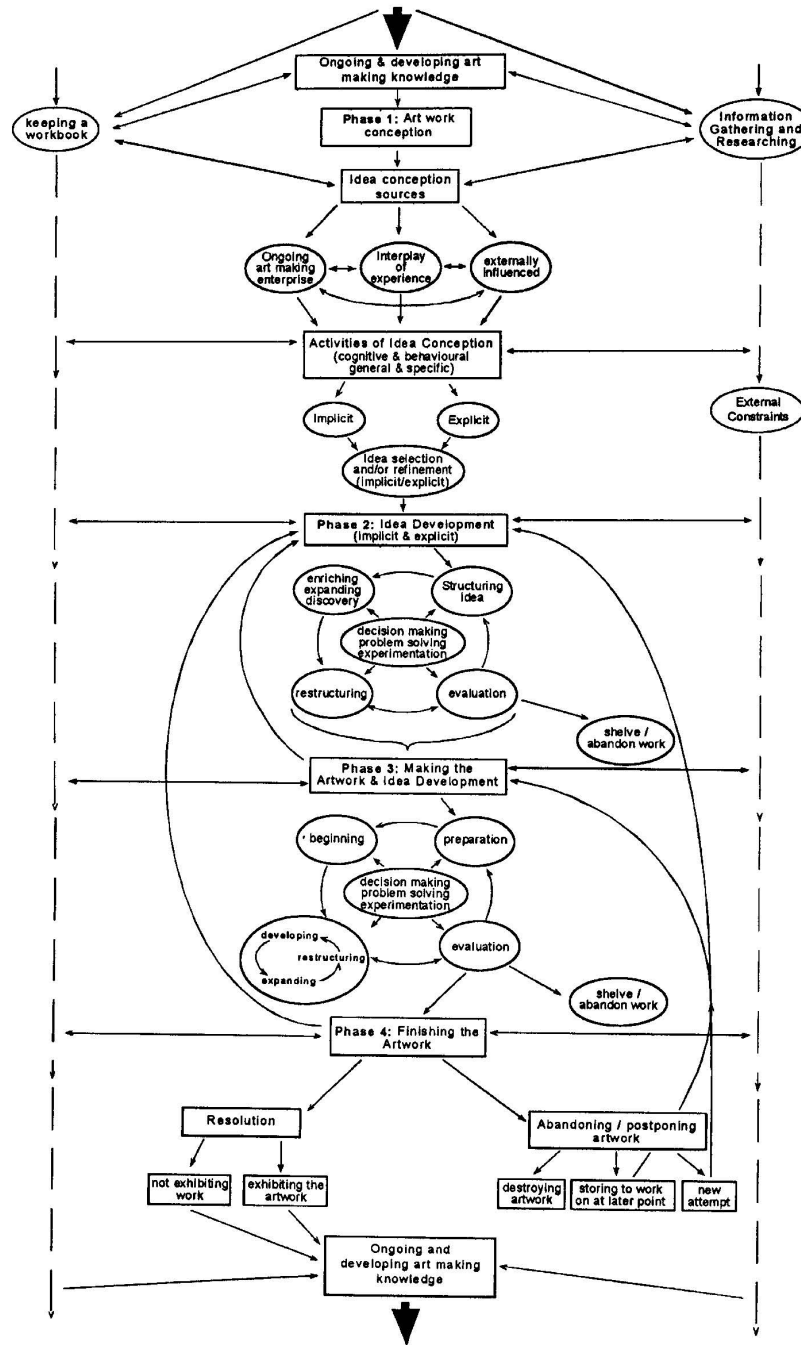 Ongoing & developing art
making knowledge
keeping a
workbook
Phase 1: Art work
conception
Information
Gathering and
Researching
Idea conception
sources
Ongoing
art making
enterprise
Interplay
of
experience
externally
influenced
Activities of Idea Conception
(cognitive & behavioural
general & specific)
External
Constraints
Implicit
Explicit
Idea selection
and/or refinement
(implicit/explicit)
Phase 2: Idea Development
(implicit & explicit)
enriching
expanding
discovery
Structuring
Idea
decision making
problem solving
experimentation
restructuring
evaluation
shelve /
abandon work
Phase 3: Making the
Artwork & Idea Development
beginning
preparation
decision making
problem solving
experimentation
developing
restructuring
expanding
evaluation
shelve /
abandon work
Phase 4: Finishing the
Artwork
Resolution
Abandoning / postponing
artwork
not exhibiting
work
exhibiting the
artwork
destroying
artwork
storing to work
on at later point
new
attempt
Ongoing and
developing art making
knowledge